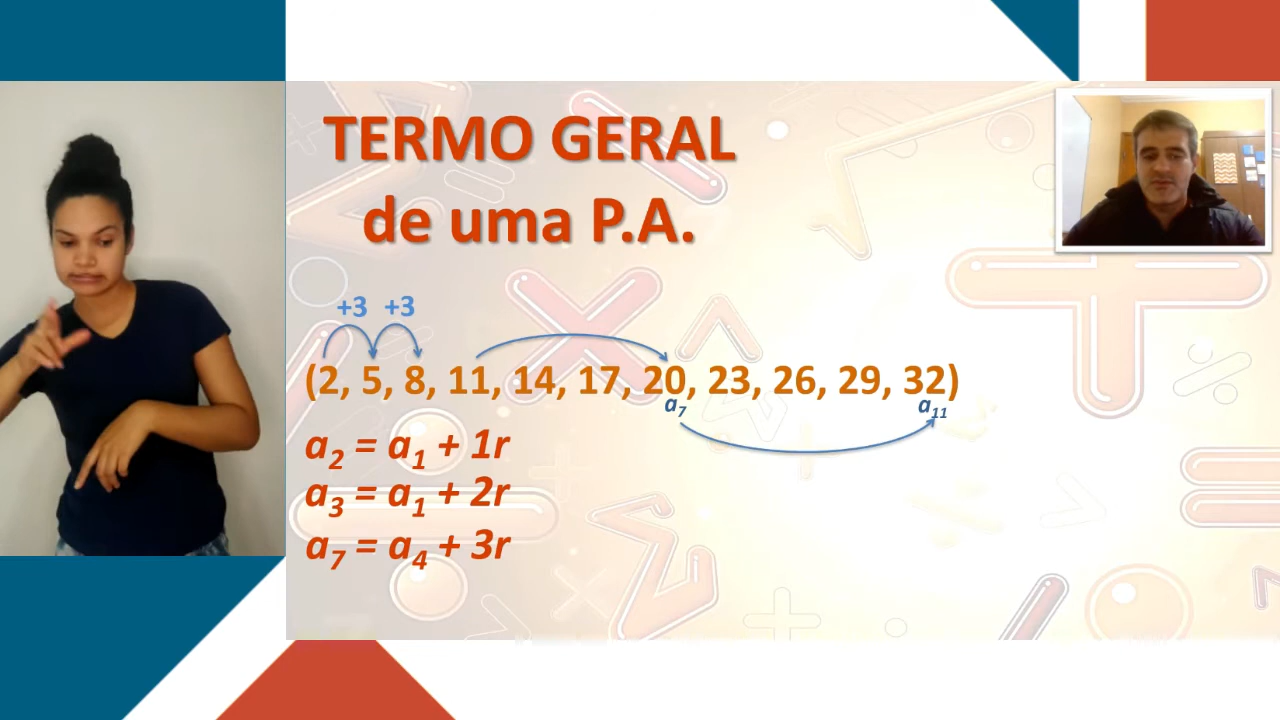 TERMO GERAL
de uma P.A.
+3 +3
(2, 5, 8, 11, 14, 17, 20, 23, 26, 29, 32)
a₇ a₁₁
a₂ = a₁ + 1r
a₃ = a₁ + 2r
a₇ = a₄ + 3r